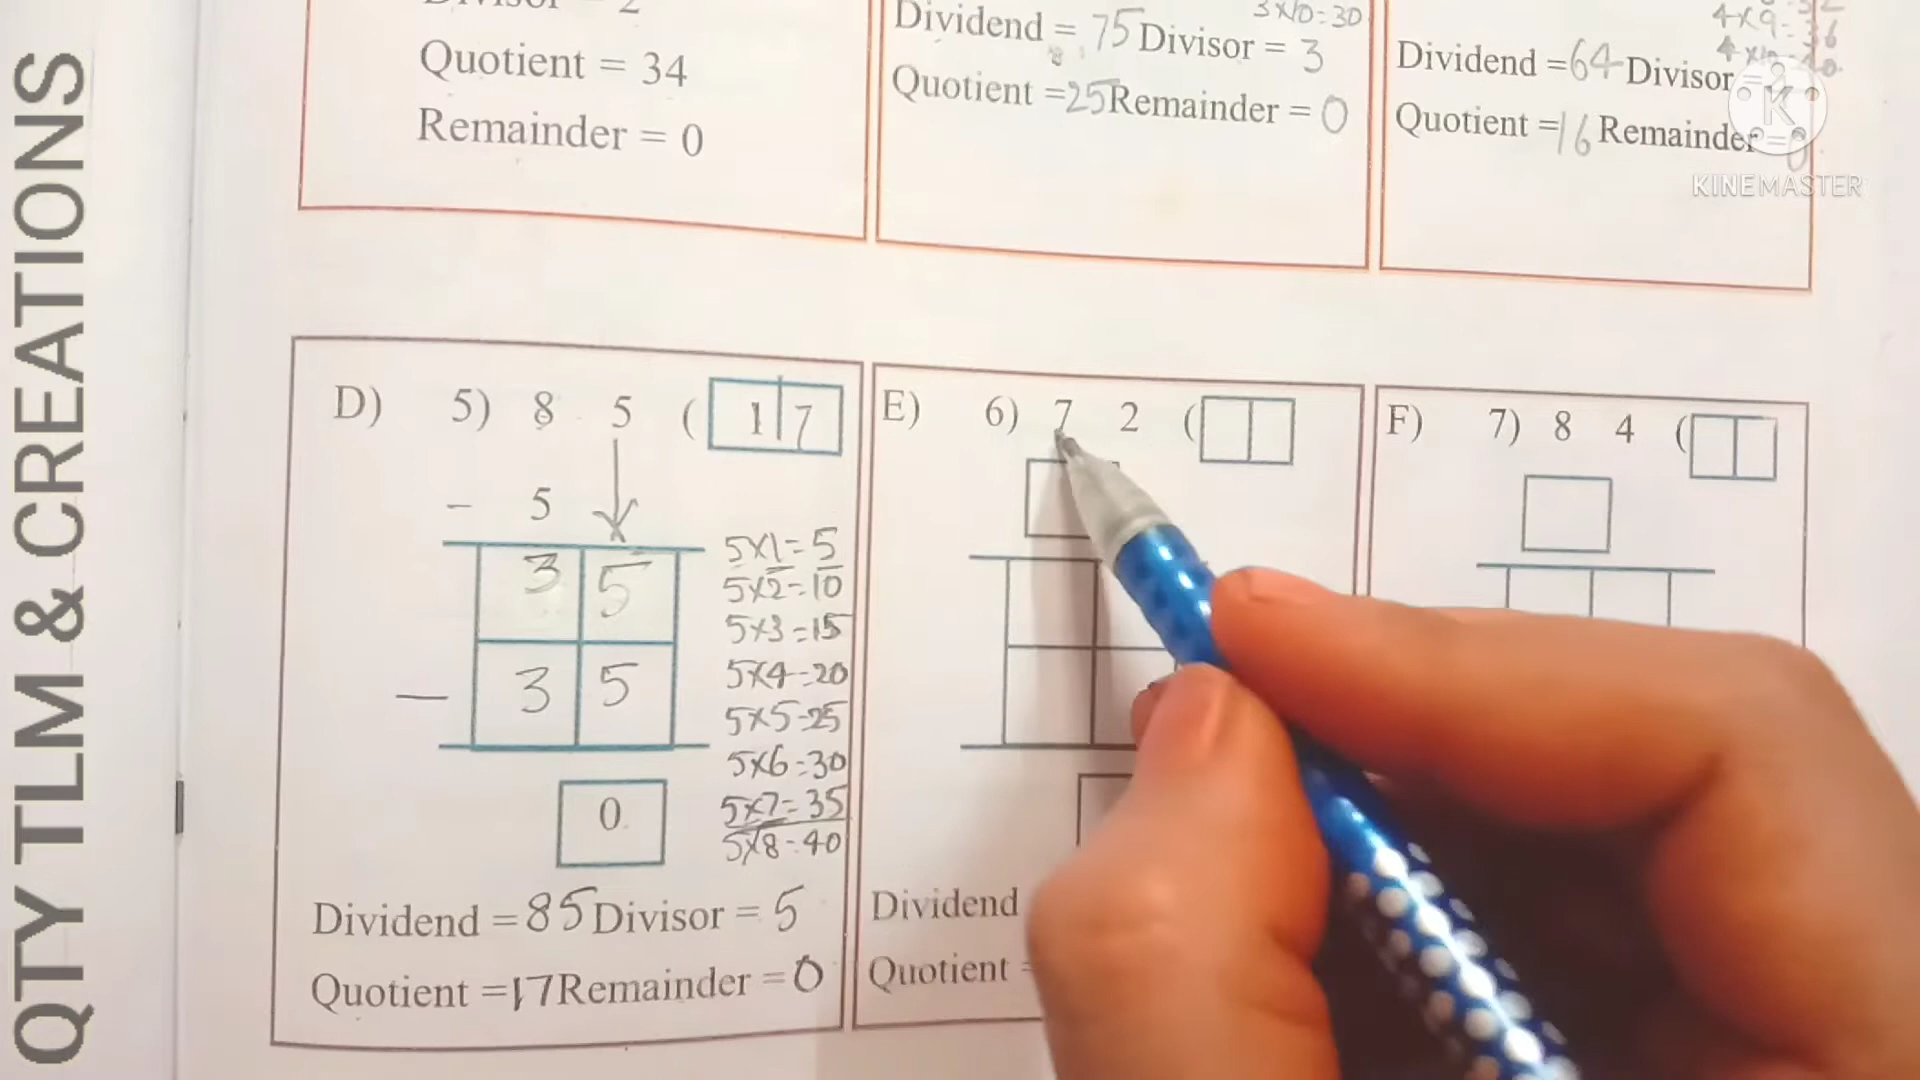 QTY TLM & CREATIONS
Quotient = 34
Remainder = 0
3×10=30
Dividend = 75 Divisor = 3
Quotient =25 Remainder = 0
4×9=36
Dividend =64 Divisor =
Quotient =16 Remainder =0
K
KINEMASTER
D) 5) 8 5 ( 1 7
– 5
3 5
– 3 5
0
5×1=5
5×2=10
5×3=15
5×4=20
5×5=25
5×6=30
5×7=35
5×8=40
Dividend =85 Divisor = 5
Quotient =17 Remainder =0
E) 6) 7 2 (
Dividend
Quotient =
F) 7) 8 4 (